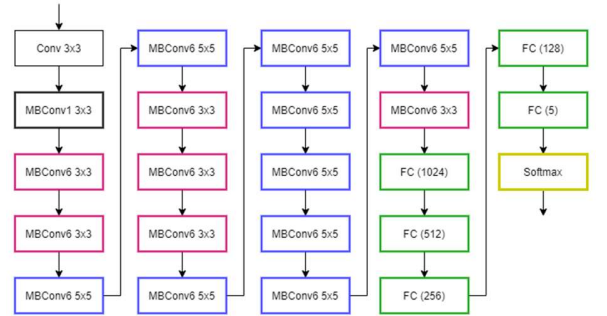 Conv 3x3
MBConv1 3x3
MBConv6 3x3
MBConv6 3x3
MBConv6 5x5
MBConv6 5x5
MBConv6 3x3
MBConv6 3x3
MBConv6 3x3
MBConv6 5x5
MBConv6 5x5
MBConv6 5x5
MBConv6 5x5
MBConv6 5x5
MBConv6 5x5
MBConv6 5x5
MBConv6 3x3
FC (1024)
FC (512)
FC (256)
FC (128)
FC (5)
Softmax